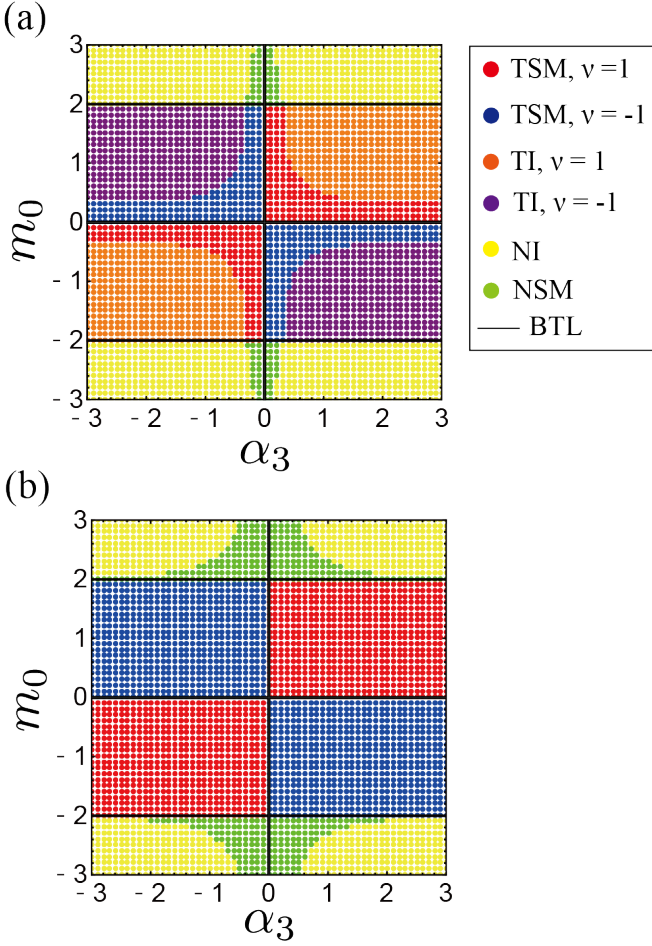 (a)
3
2
1
0
- 1
- 2
- 3
m0
- 3 - 2 - 1 0 1 2 3
α3
TSM, ν =1
TSM, ν = -1
TI, ν = 1
TI, ν = -1
NI
NSM
BTL
(b)
3
2
1
0
- 1
- 2
- 3
m0
- 3 - 2 - 1 0 1 2 3
α3